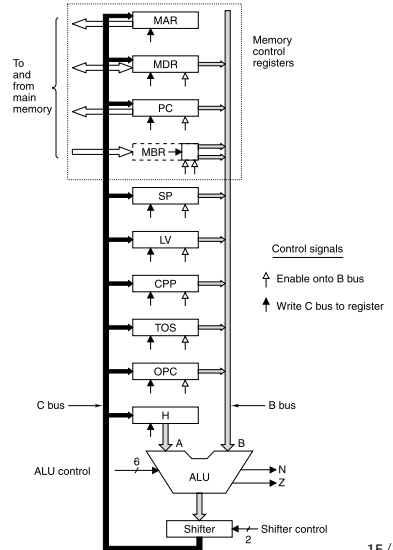 MAR
MDR
PC
MBR
To
and
from
main
memory
Memory
control
registers
SP
LV
CPP
TOS
OPC
H
Control signals
Enable onto B bus
Write C bus to register
C bus
B bus
A
B
6
ALU control
ALU
N
Z
Shifter
Shifter control
2
15/